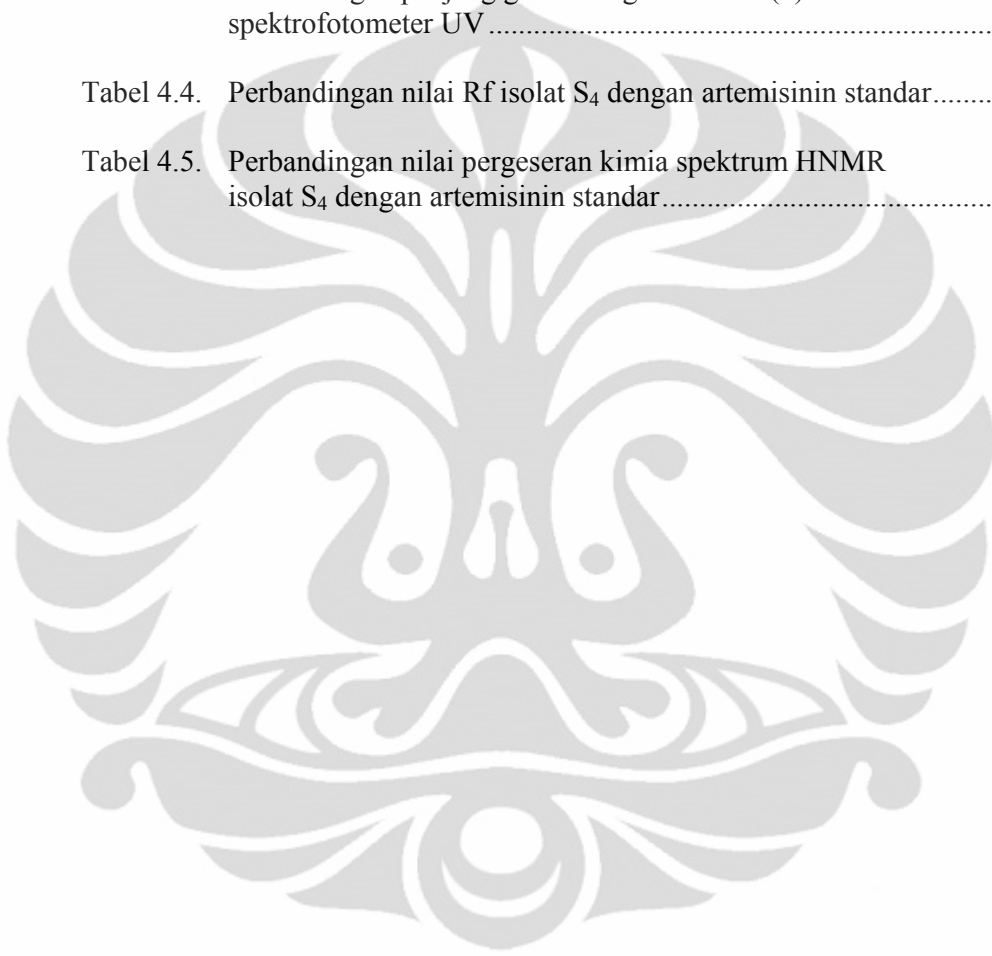 spektrofotometer UV ....................................................................
Tabel 4.4. Perbandingan nilai Rf isolat S₄ dengan artemisinin standar........
Tabel 4.5. Perbandingan nilai pergeseran kimia spektrum HNMR
isolat S₄ dengan artemisinin standar............................................